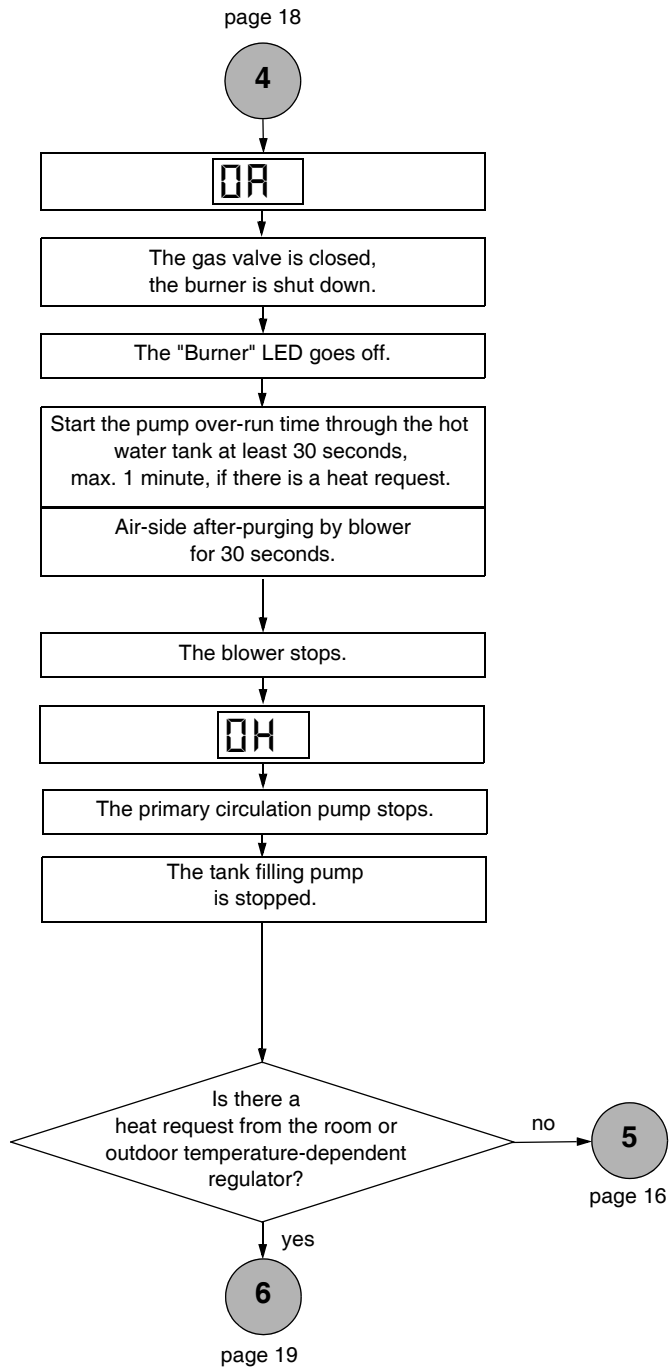 page 18
4
0A
The gas valve is closed,
the burner is shut down.
The "Burner" LED goes off.
Start the pump over-run time through the hot
water tank at least 30 seconds,
max. 1 minute, if there is a heat request.
Air-side after-purging by blower
for 30 seconds.
The blower stops.
0H
The primary circulation pump stops.
The tank filling pump
is stopped.
Is there a
heat request from the room or
outdoor temperature-dependent
regulator?
no
5
page 16
yes
6
page 19